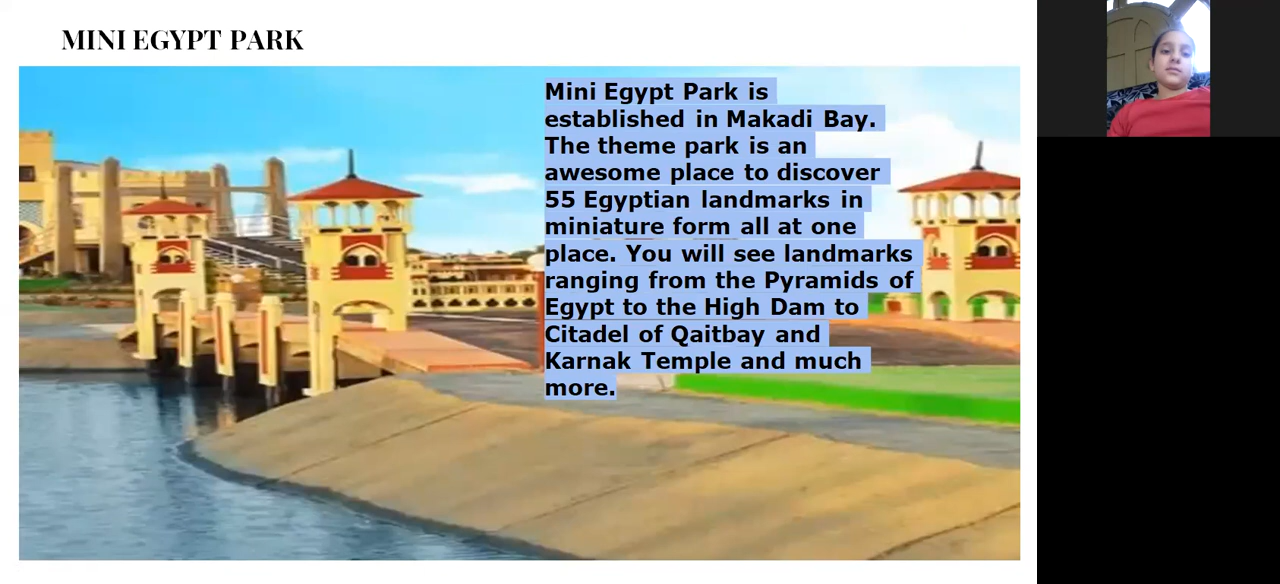 MINI EGYPT PARK
Mini Egypt Park is
established in Makadi Bay.
The theme park is an
awesome place to discover
55 Egyptian landmarks in
miniature form all at one
place. You will see landmarks
ranging from the Pyramids of
Egypt to the High Dam to
Citadel of Qaitbay and
Karnak Temple and much
more.